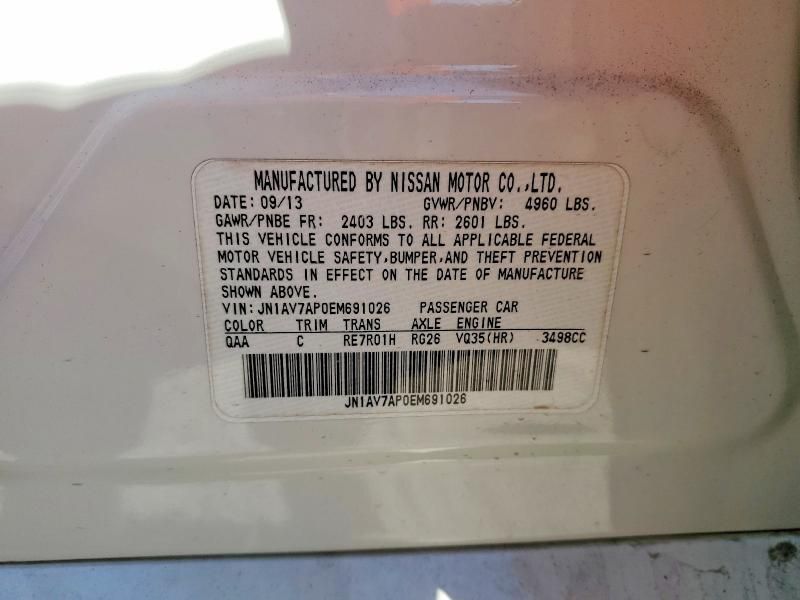 MANUFACTURED BY NISSAN MOTOR CO.,LTD.
DATE: 09/13 GVWR/PNBV: 4960 LBS.
GAWR/PNBE FR: 2403 LBS. RR: 2601 LBS.
THIS VEHICLE CONFORMS TO ALL APPLICABLE FEDERAL
MOTOR VEHICLE SAFETY,BUMPER,AND THEFT PREVENTION
STANDARDS IN EFFECT ON THE DATE OF MANUFACTURE
SHOWN ABOVE.
VIN: JN1AV7AP0EM691026 PASSENGER CAR
COLOR TRIM TRANS AXLE ENGINE
QAA C RE7R01H RG26 VQ35(HR) 3498CC
JN1AV7AP0EM691026